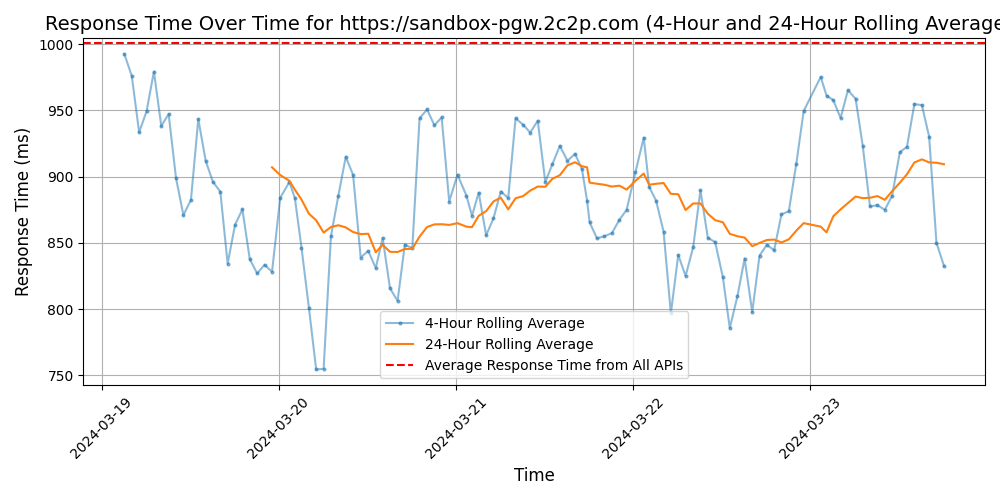 Response Time Over Time for https://sandbox-pgw.2c2p.com (4-Hour and 24-Hour Rolling Average
1000
950
900
850
800
750
Response Time (ms)
4-Hour Rolling Average
24-Hour Rolling Average
Average Response Time from All APIs
2024-03-19
2024-03-20
2024-03-21
2024-03-22
2024-03-23
Time